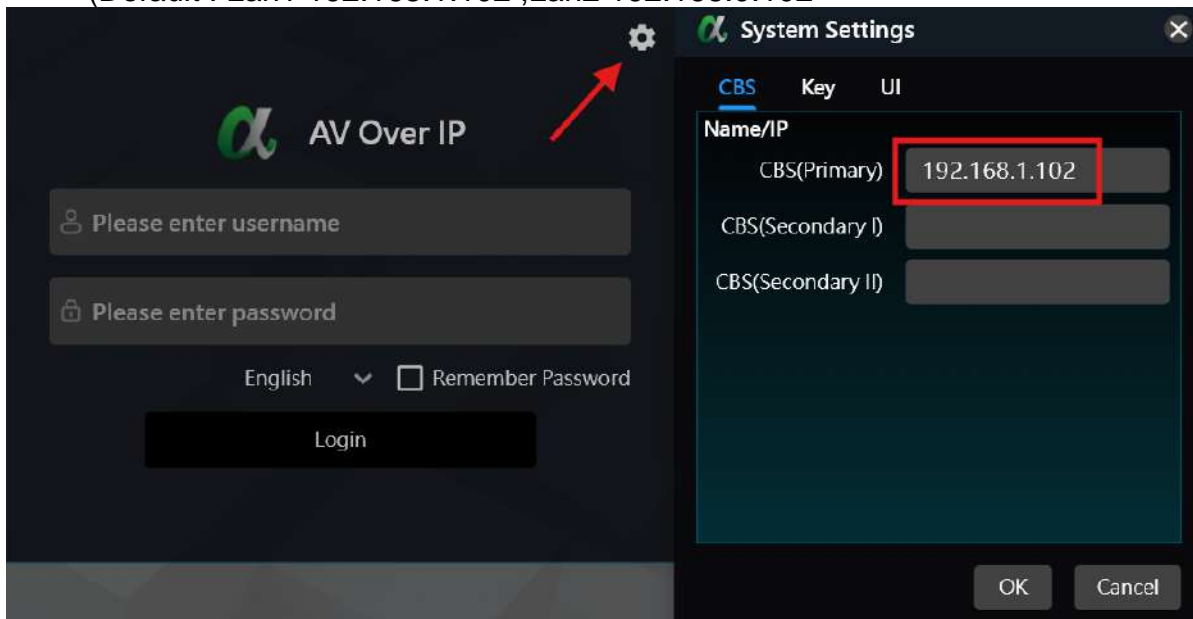 System Settings
CBS Key UI
Name/IP
CBS(Primary) 192.168.1.102
CBS(Secondary I)
CBS(Secondary II)
OK Cancel
AV Over IP
Please enter username
Please enter password
English Remember Password
Login